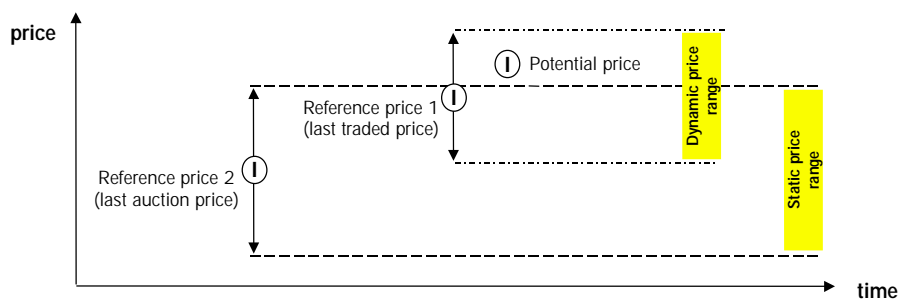 price
I Potential price
Dynamic price
range
Reference price 1
(last traded price)
I
Static price
range
Reference price 2
(last auction price)
I
time